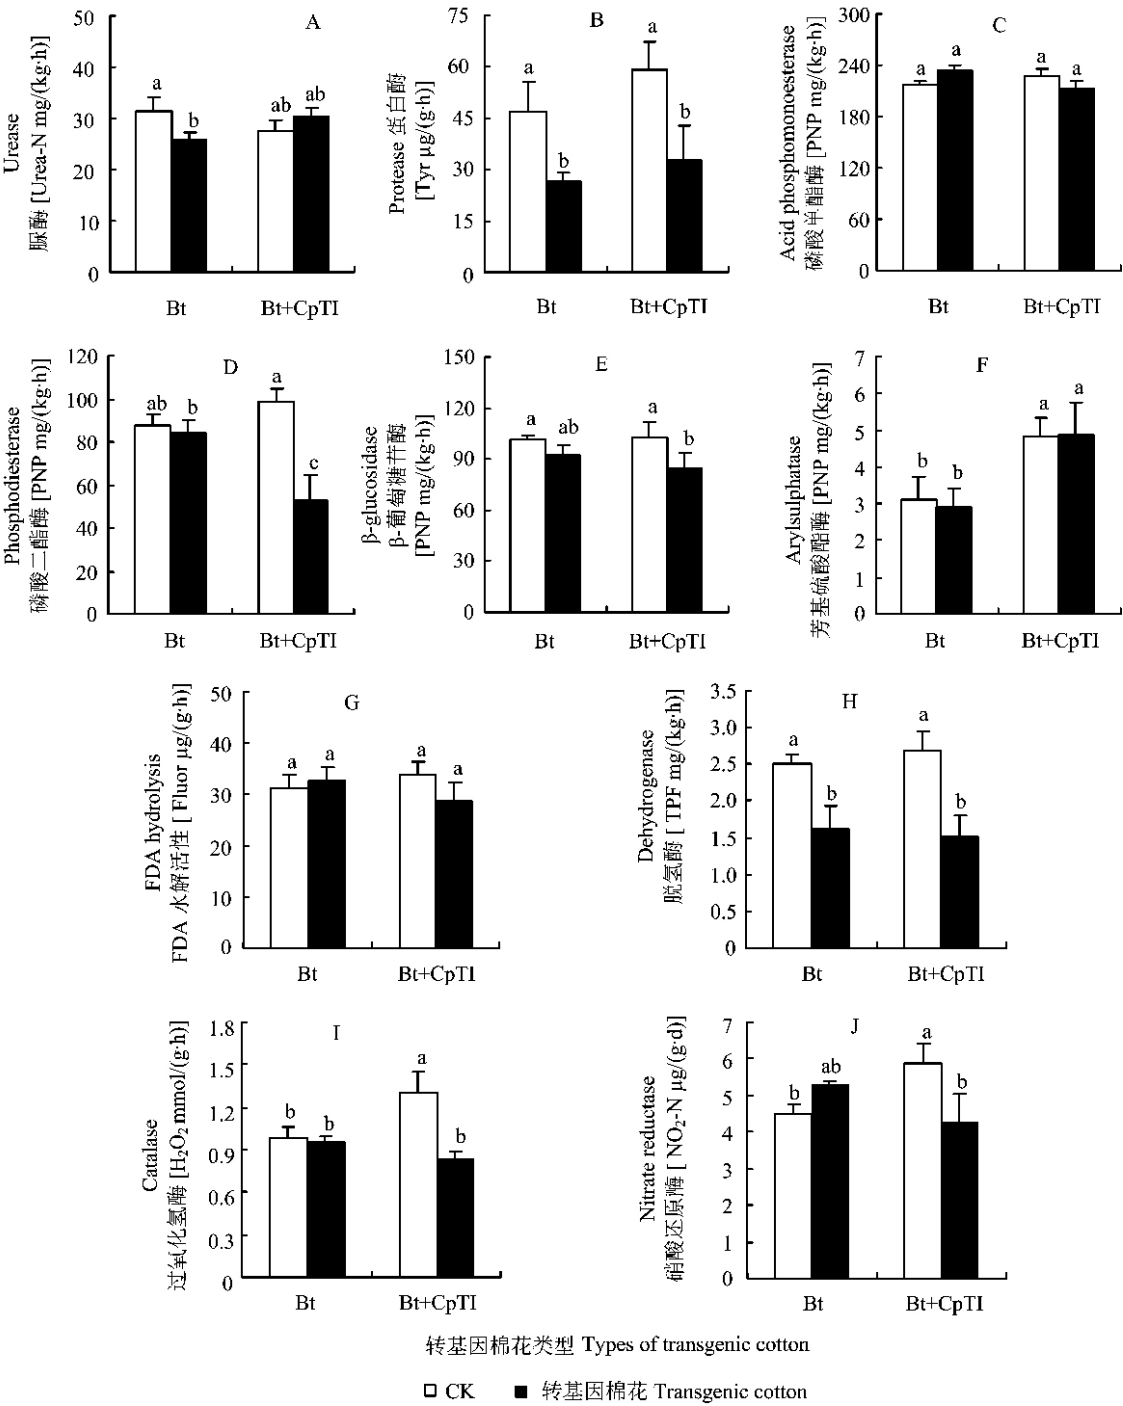 A
Urease
脲酶 [Urea-N mg/(kg·h)]
50
40
30
20
10
0
a
b
ab
ab
Bt
Bt+CpTI
B
Protease 蛋白酶
[Tyr μg/(g·h)]
75
60
45
30
15
0
a
b
a
b
Bt
Bt+CpTI
C
Acid phosphomonoesterase
磷酸单酯酶 [PNP mg/(kg·h)]
300
240
180
120
60
0
a
a
a
a
Bt
Bt+CpTI
D
Phosphodiesterase
磷酸二酯酶 [PNP mg/(kg·h)]
120
100
80
60
40
20
0
ab
b
a
c
Bt
Bt+CpTI
E
β-glucosidase
β-葡萄糖苷酶
[PNP mg/(kg·h)]
150
120
90
60
30
0
a
ab
a
b
Bt
Bt+CpTI
F
Arylsulphatase
芳基硫酸酯酶 [PNP mg/(kg·h)]
7
6
5
4
3
2
1
0
b
b
a
a
Bt
Bt+CpTI
G
FDA hydrolysis
FDA 水解活性 [ Fluor μg/(g·h)]
50
40
30
20
10
0
a
a
a
a
Bt
Bt+CpTI
H
Dehydrogenase
脱氢酶 [ TPF mg/(kg·h)]
3.5
3.0
2.5
2.0
1.5
1.0
0.5
0
a
b
a
b
Bt
Bt+CpTI
I
Catalase
过氧化氢酶 [H₂O₂ mmol/(g·h)]
1.8
1.5
1.2
0.9
0.6
0.3
0
b
b
a
b
Bt
Bt+CpTI
J
Nitrate reductase
硝酸还原酶 [ NO₂-N μg/(g·d)]
7
6
5
4
3
2
1
0
b
ab
a
b
Bt
Bt+CpTI
转基因棉花类型 Types of transgenic cotton
CK 转基因棉花 Transgenic cotton